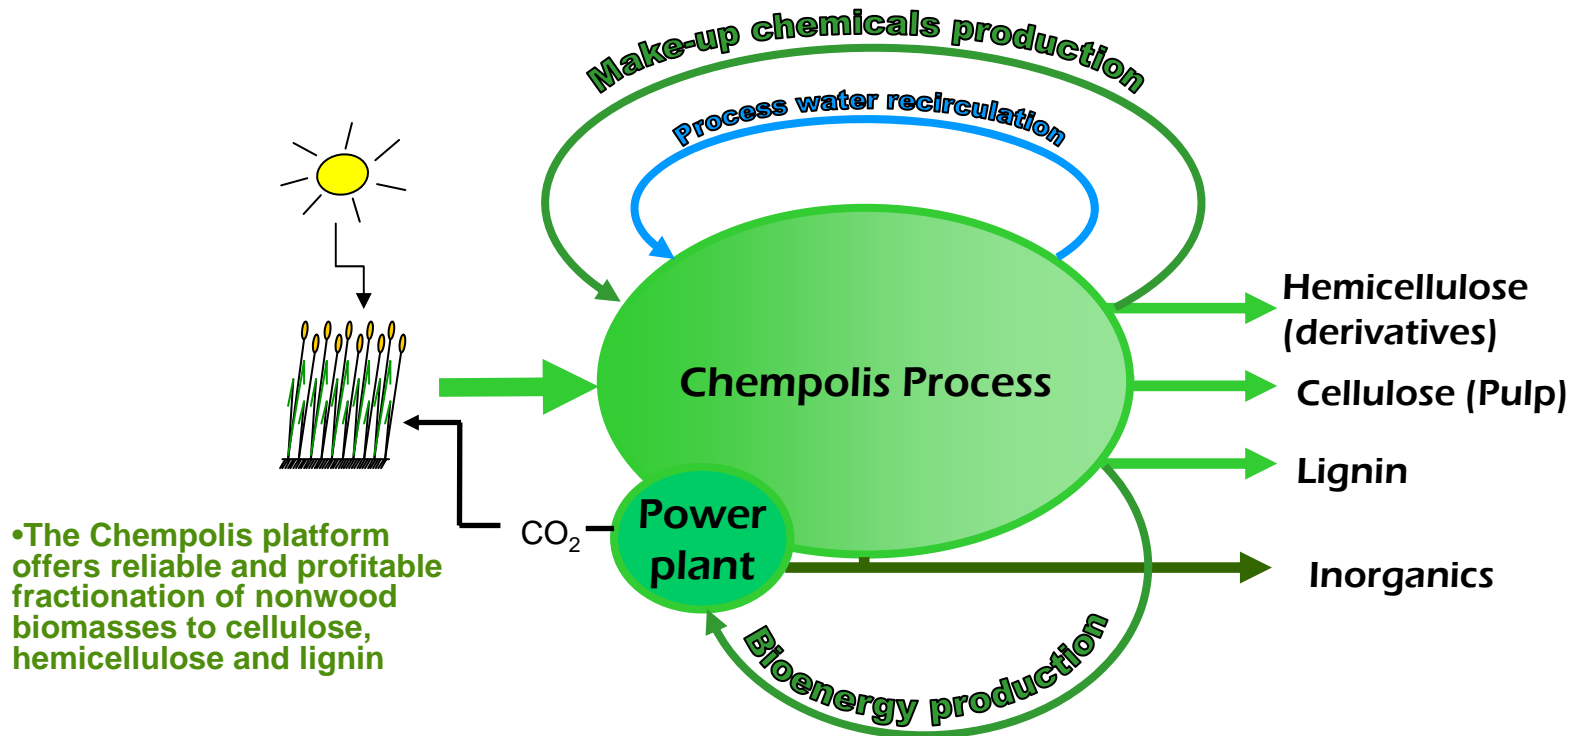 Make-up chemicals production
Process water recirculation
Hemicellulose
(derivatives)
Chempolis Process
Cellulose (Pulp)
Lignin
Power
plant
CO₂
•The Chempolis platform
offers reliable and profitable
fractionation of nonwood
biomasses to cellulose,
hemicellulose and lignin
Inorganics
Bioenergy production